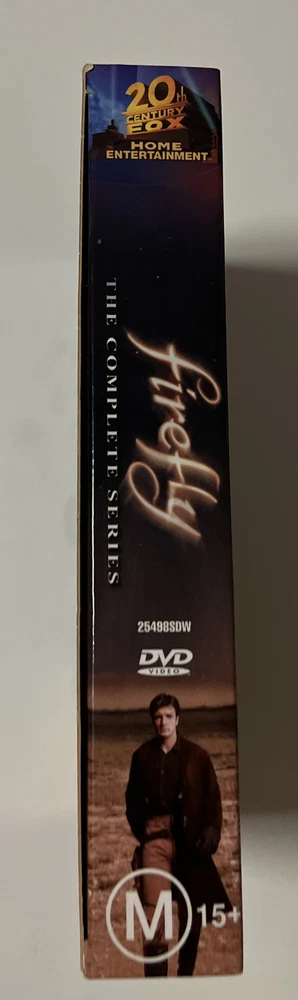 20th
CENTURY
FOX
HOME
ENTERTAINMENT
firefly
THE COMPLETE SERIES
25498SDW
DVD
VIDEO
M 15+